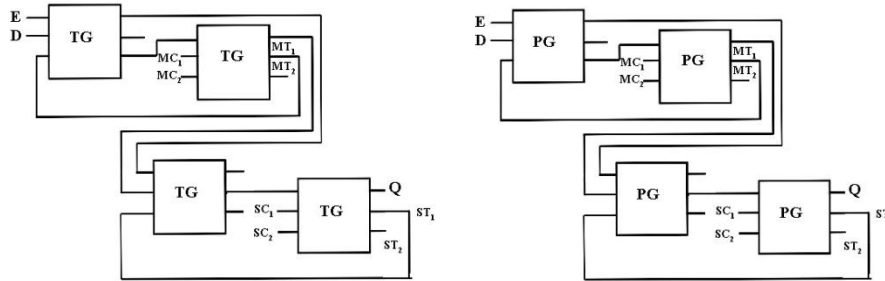 E
D
TG
MC₁
MC₂
TG
MT₁
MT₂
TG
SC₁
SC₂
TG
Q
ST₁
ST₂
E
D
PG
MC₁
MC₂
PG
MT₁
MT₂
PG
SC₁
SC₂
PG
Q
ST
ST₂